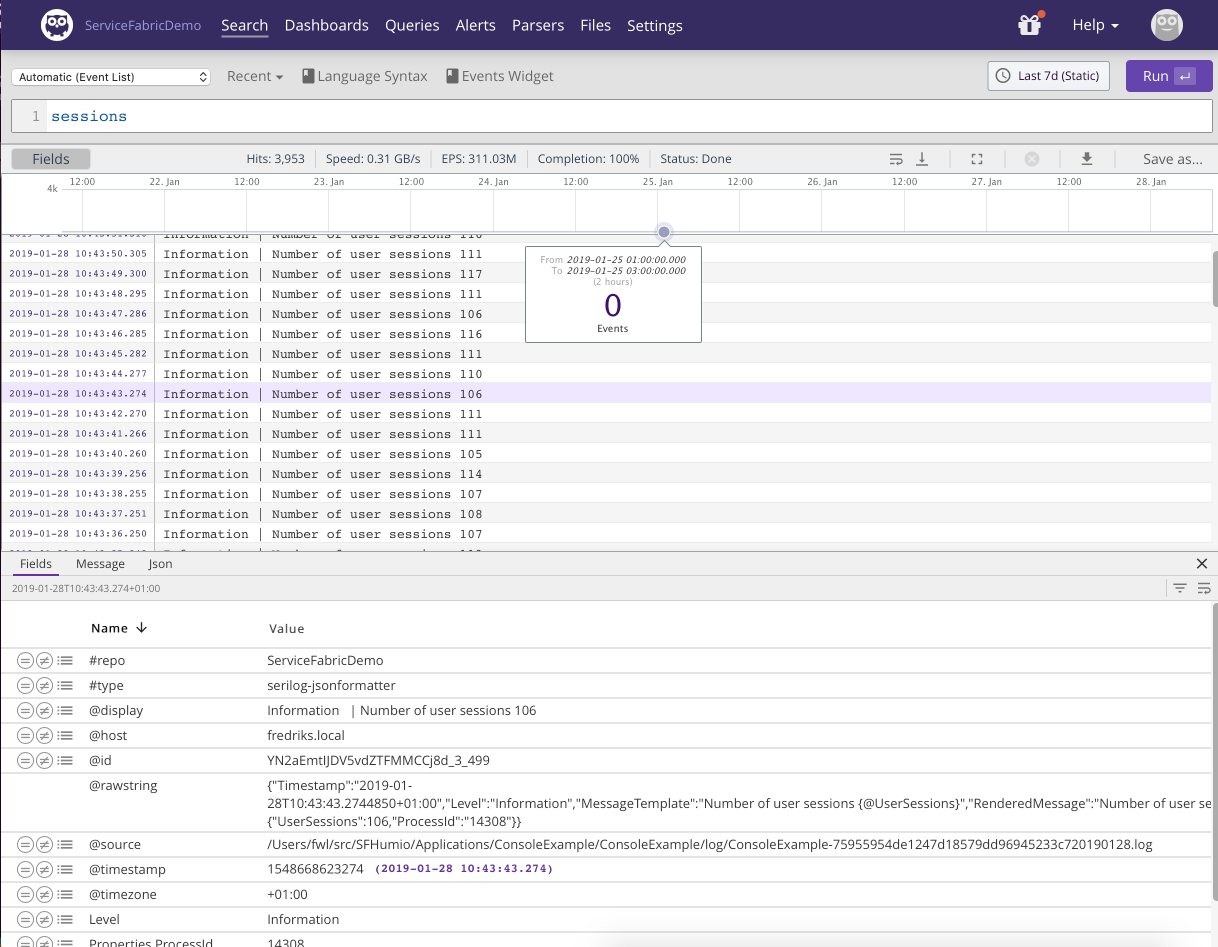 ServiceFabricDemo Search Dashboards Queries Alerts Parsers Files Settings Help
Automatic (Event List) Recent Language Syntax Events Widget Last 7d (Static) Run
1 sessions
Fields Hits: 3,953 Speed: 0.31 GB/s EPS: 311.03M Completion: 100% Status: Done Save as...
12:00 22. Jan 12:00 23. Jan 12:00 24. Jan 12:00 25. Jan 12:00 26. Jan 12:00 27. Jan 12:00 28. Jan
4k
Information | Number of user sessions 110
2019-01-28 10:43:50.305 Information | Number of user sessions 111
2019-01-28 10:43:49.300 Information | Number of user sessions 117
2019-01-28 10:43:48.295 Information | Number of user sessions 111
2019-01-28 10:43:47.286 Information | Number of user sessions 106
2019-01-28 10:43:46.285 Information | Number of user sessions 116
2019-01-28 10:43:45.282 Information | Number of user sessions 111
2019-01-28 10:43:44.277 Information | Number of user sessions 110
2019-01-28 10:43:43.274 Information | Number of user sessions 106
2019-01-28 10:43:42.270 Information | Number of user sessions 111
2019-01-28 10:43:41.266 Information | Number of user sessions 111
2019-01-28 10:43:40.260 Information | Number of user sessions 105
2019-01-28 10:43:39.256 Information | Number of user sessions 114
2019-01-28 10:43:38.255 Information | Number of user sessions 107
2019-01-28 10:43:37.251 Information | Number of user sessions 108
2019-01-28 10:43:36.250 Information | Number of user sessions 107
From 2019-01-25 01:00:00.000
To 2019-01-25 03:00:00.000
(2 hours)
0
Events
Fields Message Json
2019-01-28T10:43:43.274+01:00
Name Value
#repo ServiceFabricDemo
#type serilog-jsonformatter
@display Information | Number of user sessions 106
@host fredriks.local
@id YN2aEmtIJDV5vdZTFMMCCj8d_3_499
@rawstring {"Timestamp":"2019-01-
28T10:43:43.2744850+01:00","Level":"Information","MessageTemplate":"Number of user sessions {@UserSessions}","RenderedMessage":"Number of user se
{"UserSessions":106,"ProcessId":"14308"}}
@source /Users/fwl/src/SFHumio/Applications/ConsoleExample/ConsoleExample/log/ConsoleExample-75955954de1247d18579dd96945233c720190128.log
@timestamp 1548668623274 (2019-01-28 10:43:43.274)
@timezone +01:00
Level Information
Properties.ProcessId 14308